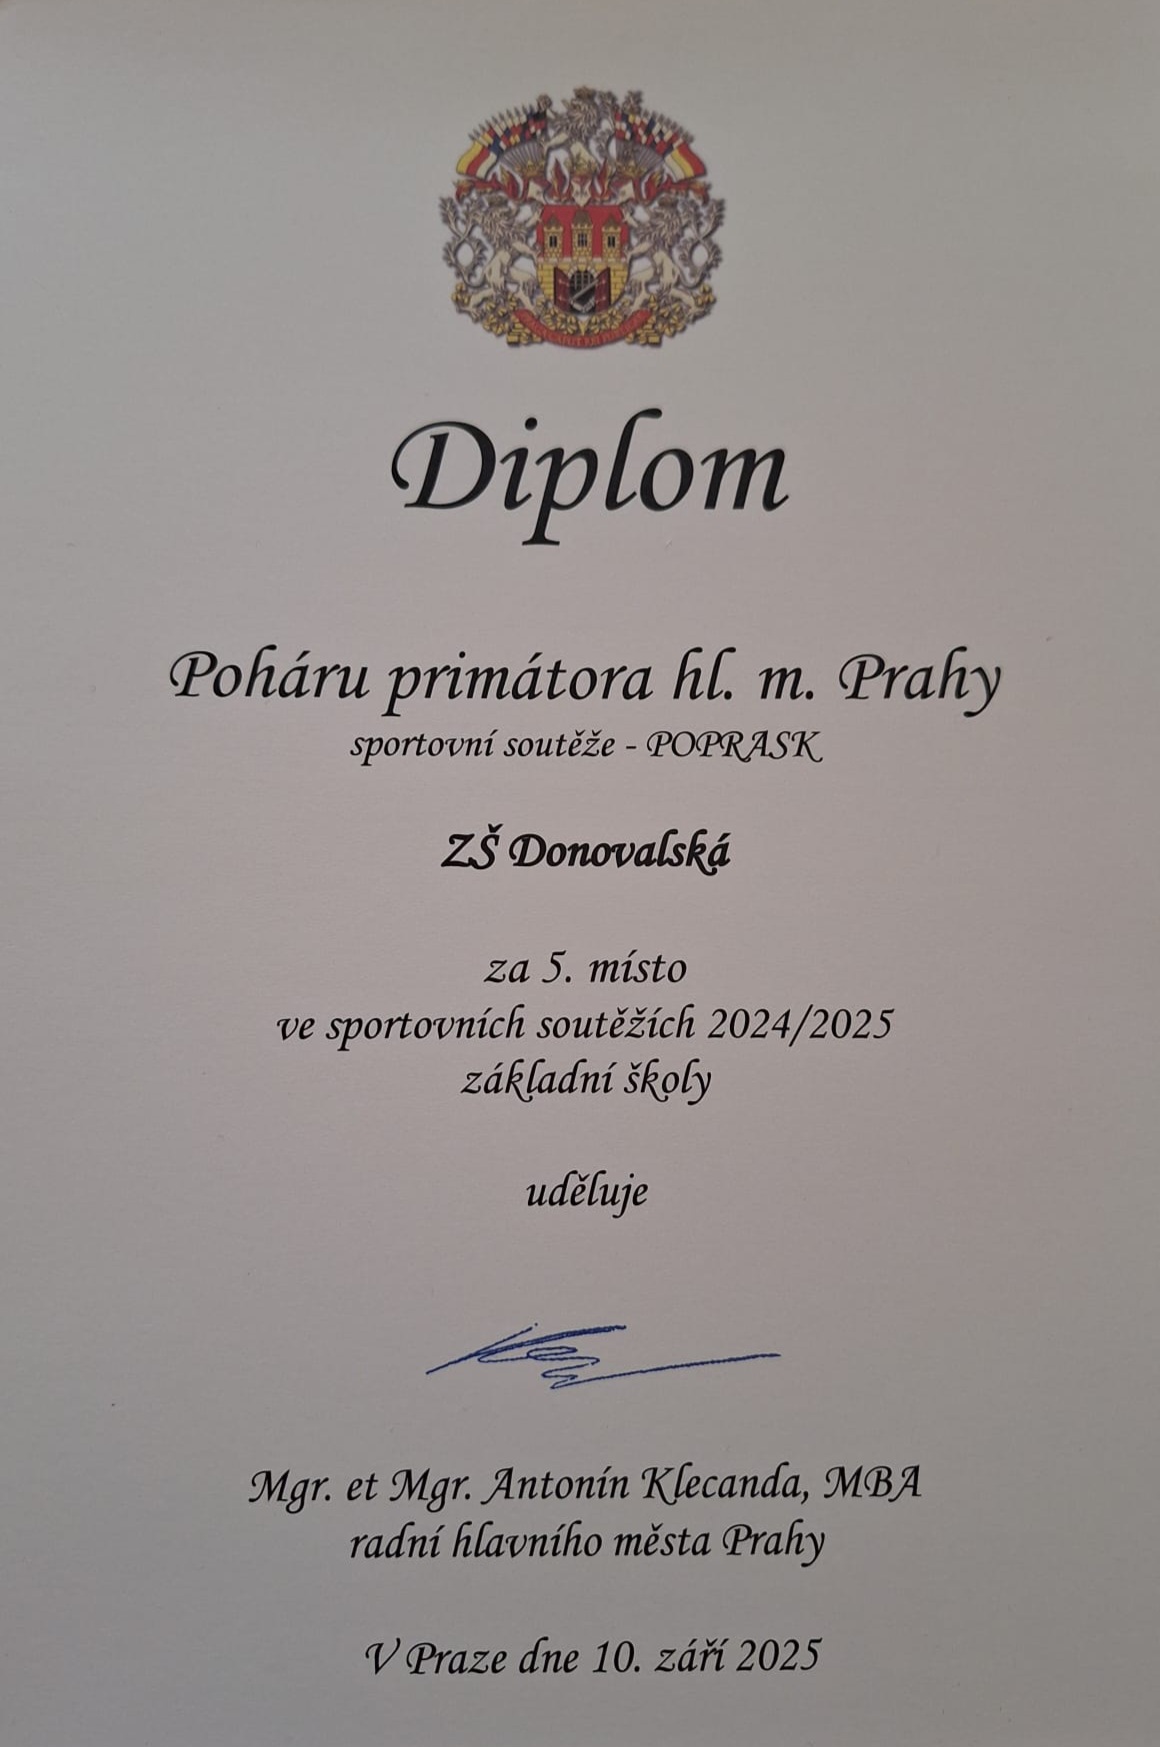 Diplom
Poháru primátora hl. m. Prahy
sportovní soutěže - POPRASK
ZŠ Donovalská
za 5. místo
ve sportovních soutěžích 2024/2025
základní školy
uděluje
Mgr. et Mgr. Antonín Klecanda, MBA
radní hlavního města Prahy
V Praze dne 10. září 2025